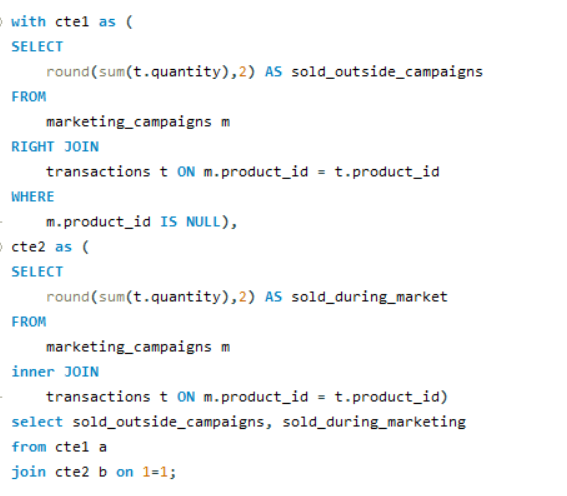 with cte1 as (
SELECT
round(sum(t.quantity),2) AS sold_outside_campaigns
FROM
marketing_campaigns m
RIGHT JOIN
transactions t ON m.product_id = t.product_id
WHERE
m.product_id IS NULL),
cte2 as (
SELECT
round(sum(t.quantity),2) AS sold_during_market
FROM
marketing_campaigns m
inner JOIN
transactions t ON m.product_id = t.product_id)
select sold_outside_campaigns, sold_during_marketing
from cte1 a
join cte2 b on 1=1;